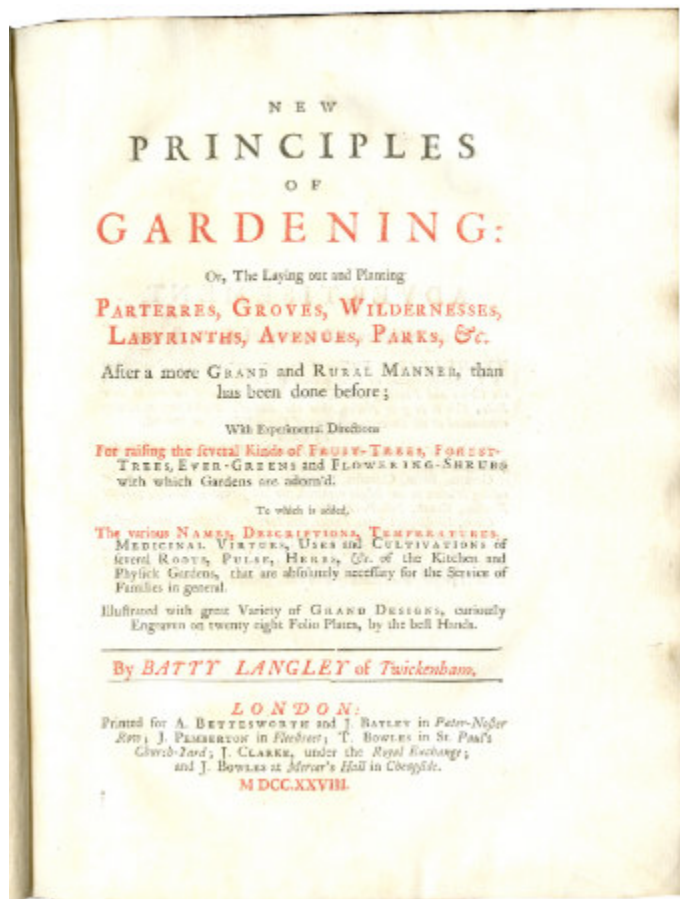 NEW
PRINCIPLES
OF
GARDENING:
Or, The Laying out and Planting
PARTERRES, GROVES, WILDERNESSES,
LABYRINTHS, AVENUES, PARKS, &c.
After a more GRAND and RURAL MANNER, than
has been done before;
With Experimental Directions
For raising the ſeveral Kinds of FRUIT-TREES, FOREST-
TREES, EVER-GREENS and FLOWERING-SHRUBS
with which Gardens are adorn'd.
To which is added,
The various NAMES, DESCRIPTIONS, TEMPERATURES,
MEDICINAL VIRTUES, USES and CULTIVATIONS of
ſeveral ROOTS, PULSE, HERBS, &c. of the Kitchen and
Phyſick Gardens, that are abſolutely neceſſary for the Service of
Families in general.
Illuſtrated with great Variety of GRAND DESIGNS, curiouſly
Engraven on twenty eight Folio Plates, by the beſt Hands.
By BATTY LANGLEY of Twickenham.
LONDON:
Printed for A. BETTESWORTH and J. BATLEY in Pater-Noſter
Row; J. PEMBERTON in Fleetſtreet; T. BOWLES in St. Paul's
Church-Yard; J. CLARKE, under the Royal Exchange;
and J. BOWLES at Mercer's Hall in Cheapſide.
M DCC.XXVIII.